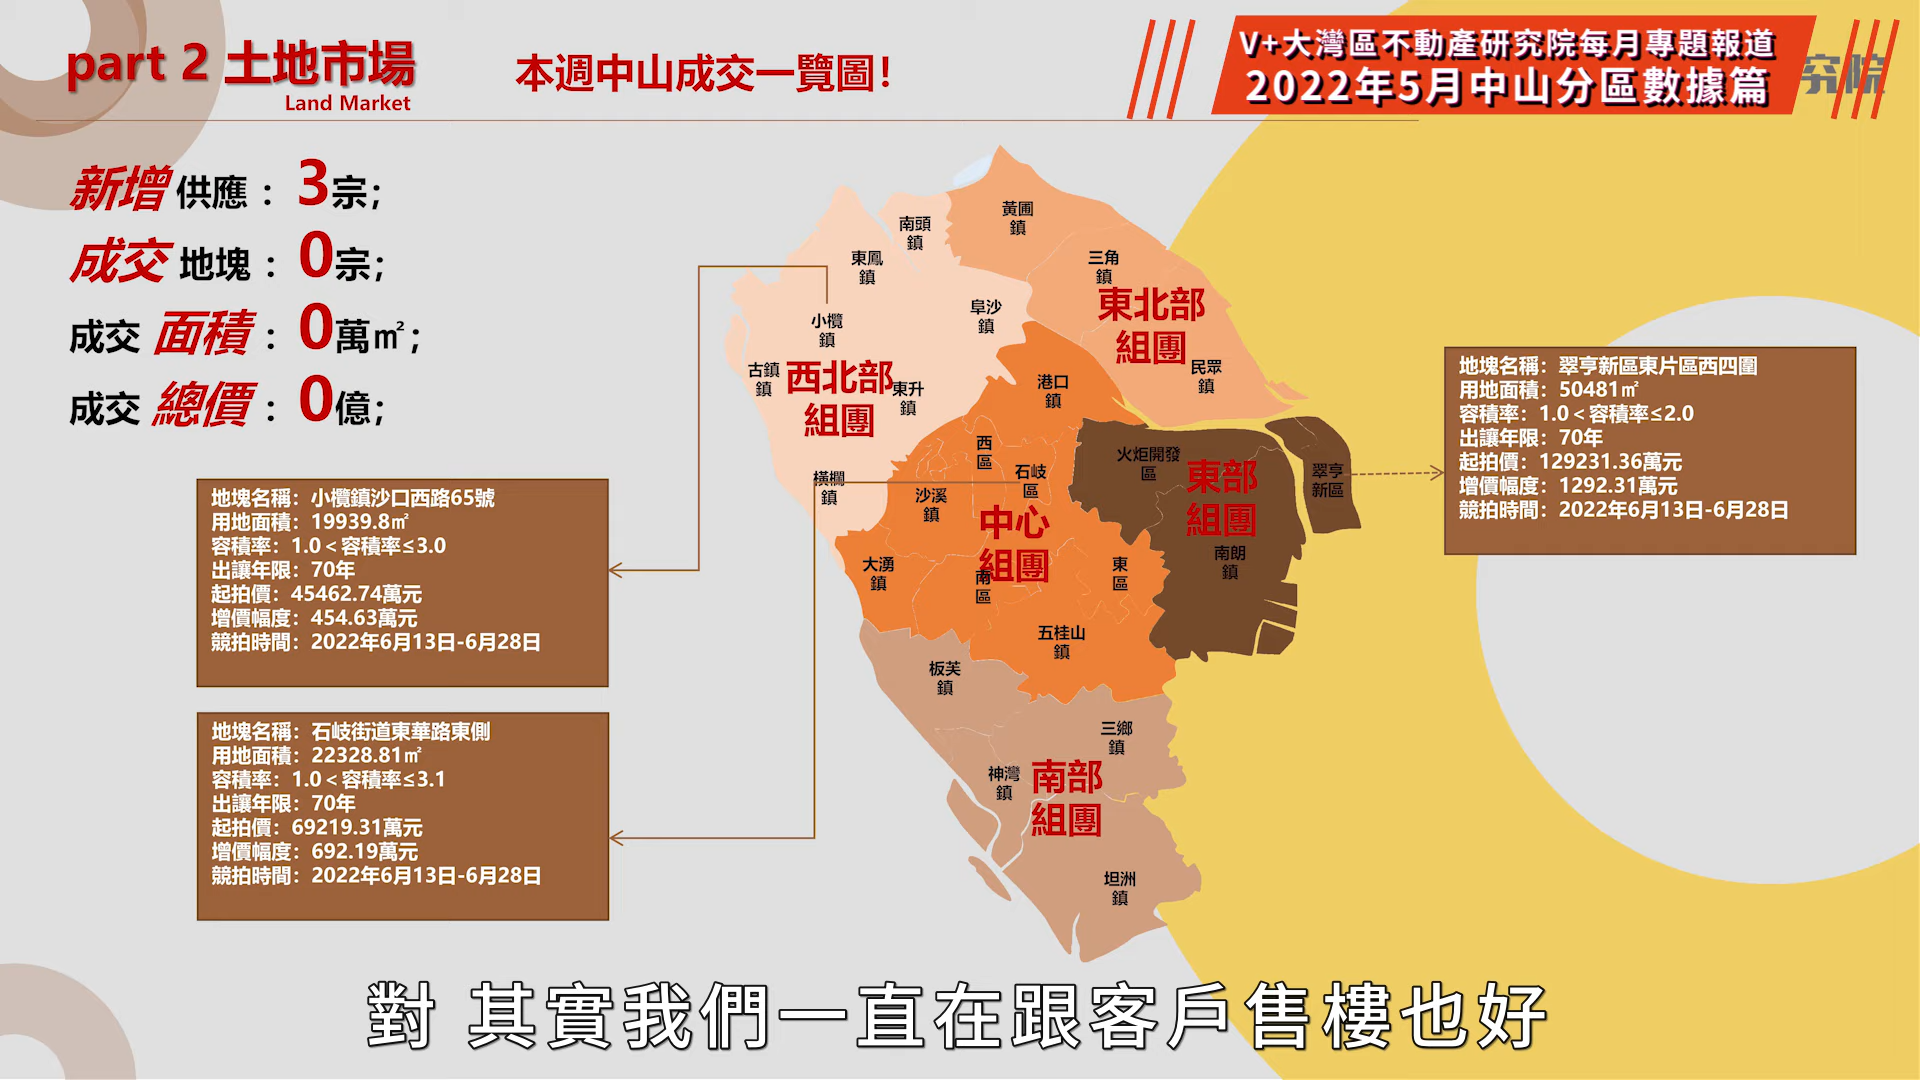 part 2 土地市場
Land Market
本週中山成交一覽圖!
V+大灣區不動產研究院每月專題報道
2022年5月中山分區數據篇
究院
新增 供應 : 3宗;
成交 地塊 : 0宗;
成交 面積 : 0萬㎡;
成交 總價 : 0億;
黃圃
鎮
南頭
鎮
東鳳
鎮
三角
鎮
東北部
組團
阜沙
鎮
小欖
鎮
古鎮
鎮
西北部
組團
東升
鎮
民眾
鎮
港口
鎮
西
區
石岐
區
火炬開發
區
東部
組團
翠亨
新區
橫欄
鎮
沙溪
鎮
中心
組團
大湧
鎮
南
區
東
區
南朗
鎮
五桂山
鎮
板芙
鎮
三鄉
鎮
神灣
鎮
南部
組團
坦洲
鎮
地塊名稱：翠亨新區東片區西四圍
用地面積：50481㎡
容積率：1.0＜容積率≤2.0
出讓年限：70年
起拍價：129231.36萬元
增價幅度：1292.31萬元
競拍時間：2022年6月13日-6月28日
地塊名稱：小欖鎮沙口西路65號
用地面積：19939.8㎡
容積率：1.0＜容積率≤3.0
出讓年限：70年
起拍價：45462.74萬元
增價幅度：454.63萬元
競拍時間：2022年6月13日-6月28日
地塊名稱：石岐街道東華路東側
用地面積：22328.81㎡
容積率：1.0＜容積率≤3.1
出讓年限：70年
起拍價：69219.31萬元
增價幅度：692.19萬元
競拍時間：2022年6月13日-6月28日
對 其實我們一直在跟客戶售樓也好